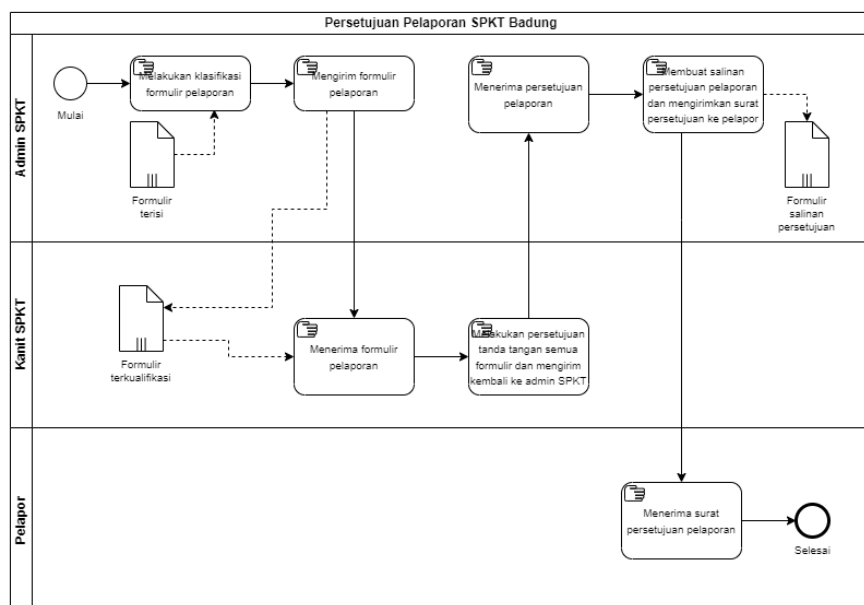 Persetujuan Pelaporan SPKT Badung
Admin SPKT
Mulai
Melakukan klasifikasi
formulir pelaporan
Mengirim formulir
pelaporan
Menerima persetujuan
pelaporan
Membuat salinan
persetujuan pelaporan
dan mengirimkan surat
persetujuan ke pelapor
Formulir
terisi
Formulir
salinan
persetujuan
Kanit SPKT
Formulir
terkualifikasi
Menerima formulir
pelaporan
Melakukan persetujuan
tanda tangan semua
formulir dan mengirim
kembali ke admin SPKT
Pelapor
Menerima surat
persetujuan pelaporan
Selesai